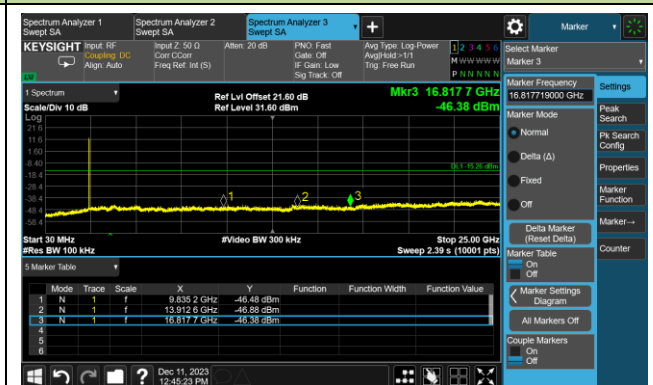 Spectrum Analyzer 1
Swept SA
Spectrum Analyzer 2
Swept SA
Spectrum Analyzer 3
Swept SA
+
Marker
KEYSIGHT
Input: RF
Coupling: DC
Align: Auto
Input Z: 50 Ω
Corr CCorr
Freq Ref: Int (S)
Atten: 20 dB
PNO: Fast
Gate: Off
IF Gain: Low
Sig Track: Off
Avg Type: Log-Power
Avg|Hold:>1/1
Trig: Free Run
1 2 3 4 5 6
M W W W W W
P N N N N N
LXI
Select Marker
Marker 3
1 Spectrum
Scale/Div 10 dB
Ref Lvl Offset 21.60 dB
Ref Level 31.60 dBm
Mkr3 16.817 7 GHz
-46.38 dBm
Log
21.6
11.6
1.60
-8.40
-18.4
-28.4
-38.4
-48.4
-58.4
DL1 -15.26 dBm
1
2
3
Start 30 MHz
#Res BW 100 kHz
#Video BW 300 kHz
Stop 25.00 GHz
Sweep 2.39 s (10001 pts)
5 Marker Table
Mode Trace Scale X Y Function Function Width Function Value
1 N 1 f 9.835 2 GHz -46.48 dBm
2 N 1 f 13.912 6 GHz -46.88 dBm
3 N 1 f 16.817 7 GHz -46.38 dBm
4
5
6
Dec 11, 2023
12:45:23 PM
?
Marker Frequency
16.817719000 GHz
Marker Mode
Normal
Delta (Δ)
Fixed
Off
Delta Marker
(Reset Delta)
Marker Table
On
Off
Marker Settings
Diagram
All Markers Off
Couple Markers
On
Off
Settings
Peak
Search
Pk Search
Config
Properties
Marker
Function
Marker→
Counter